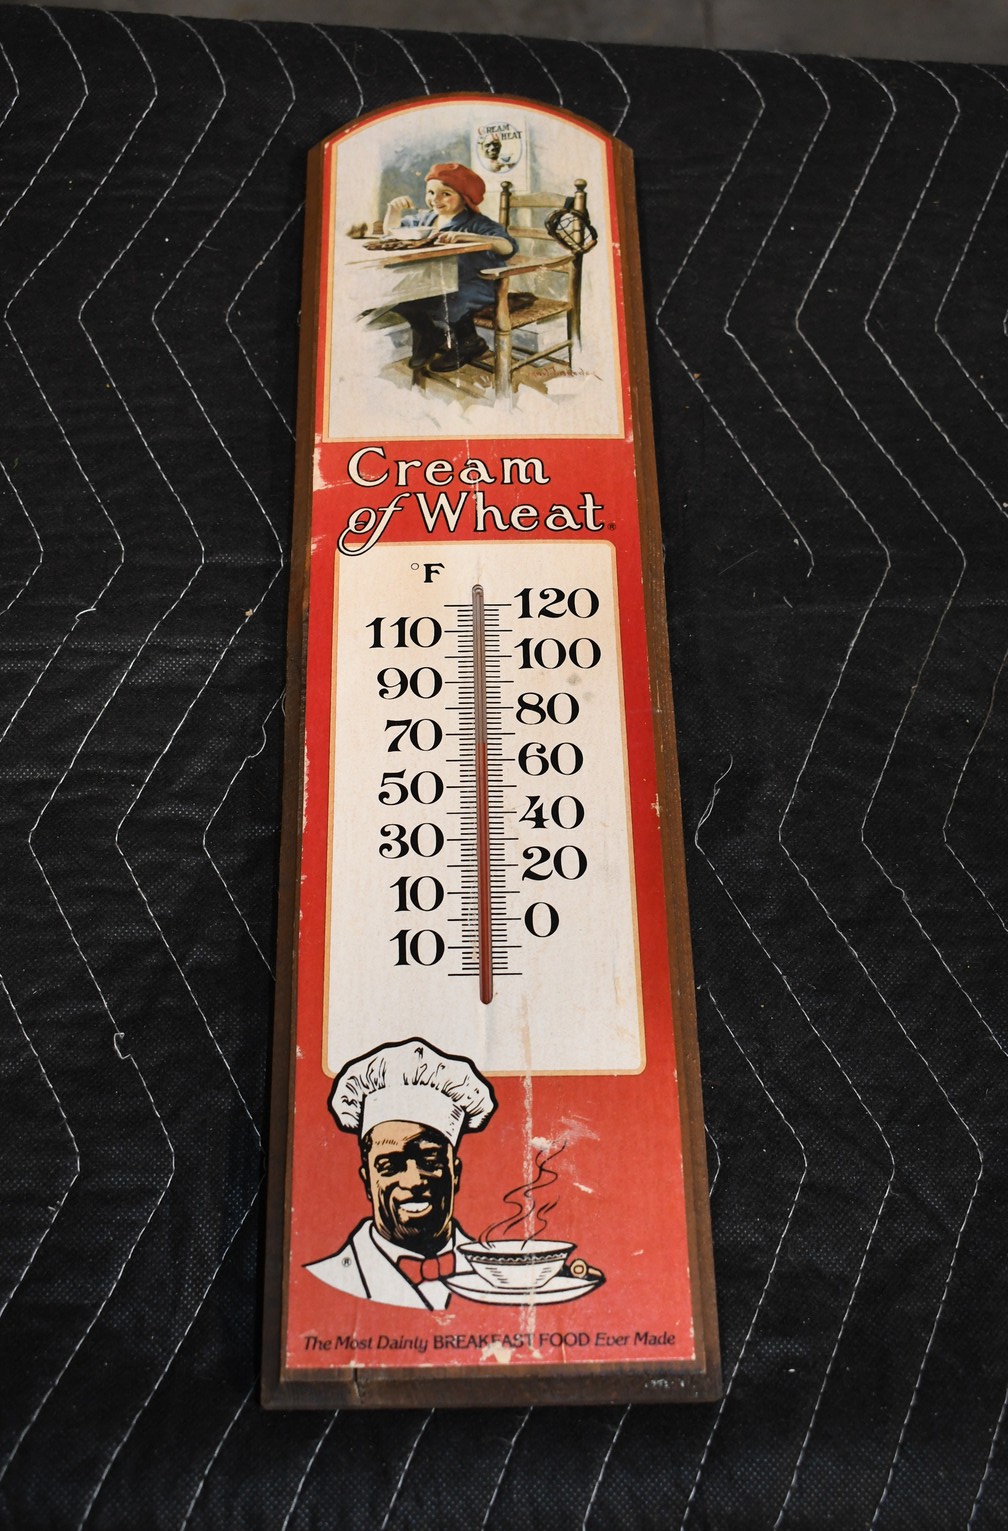 CREAM
WHEAT
Cream
of Wheat®
°F
120
110
100
90
80
70
60
50
40
30
20
10
0
10
®
The Most Dainty BREAKFAST FOOD Ever Made